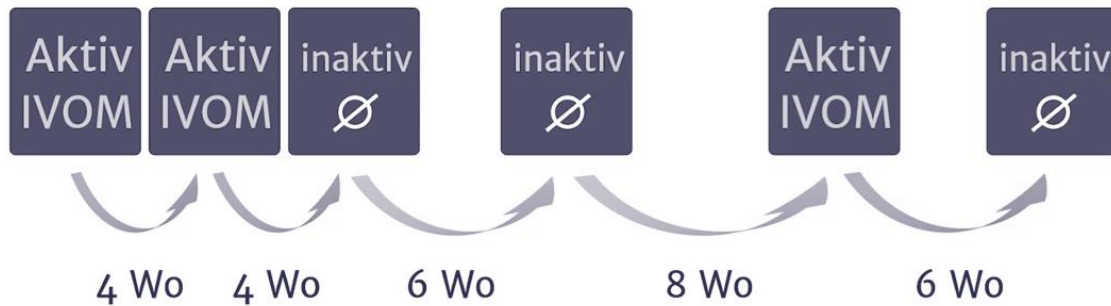 Aktiv
IVOM
Aktiv
IVOM
inaktiv
Ø
inaktiv
Ø
Aktiv
IVOM
inaktiv
Ø
4 Wo
4 Wo
6 Wo
8 Wo
6 Wo